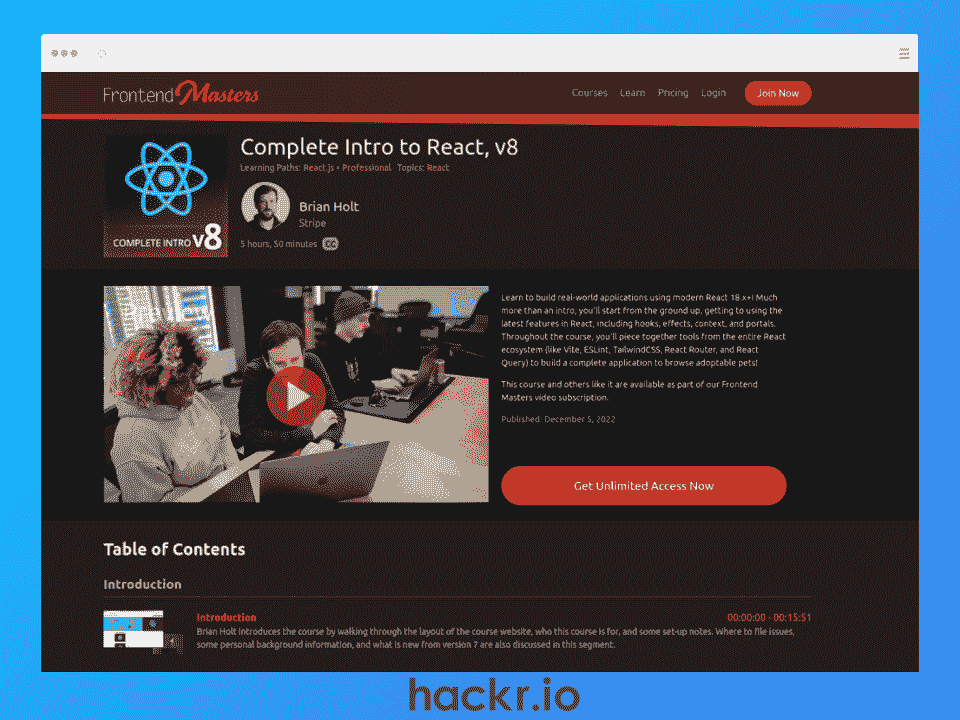 Frontend Masters
Courses Learn Pricing Login Join Now
Complete Intro to React, v8
Learning Paths: React.js • Professional Topics: React
Brian Holt
Stripe
5 hours, 50 minutes CC
COMPLETE INTRO v8
Learn to build real-world applications using modern React 18.x+! Much
more than an intro, you'll start from the ground up, getting to using the
latest features in React, including hooks, effects, context, and portals.
Throughout the course, you'll piece together tools from the entire React
ecosystem (like Vite, ESLint, TailwindCSS, React Router, and React
Query) to build a complete application to browse adoptable pets!
This course and others like it are available as part of our Frontend
Masters video subscription.
Published: December 5, 2022
Get Unlimited Access Now
Table of Contents
Introduction
Introduction 00:00:00 - 00:15:51
Brian Holt introduces the course by walking through the layout of the course website, who this course is for, and some set-up notes. Where to file issues,
some personal background information, and what is new from version 7 are also discussed in this segment.
hackr.io